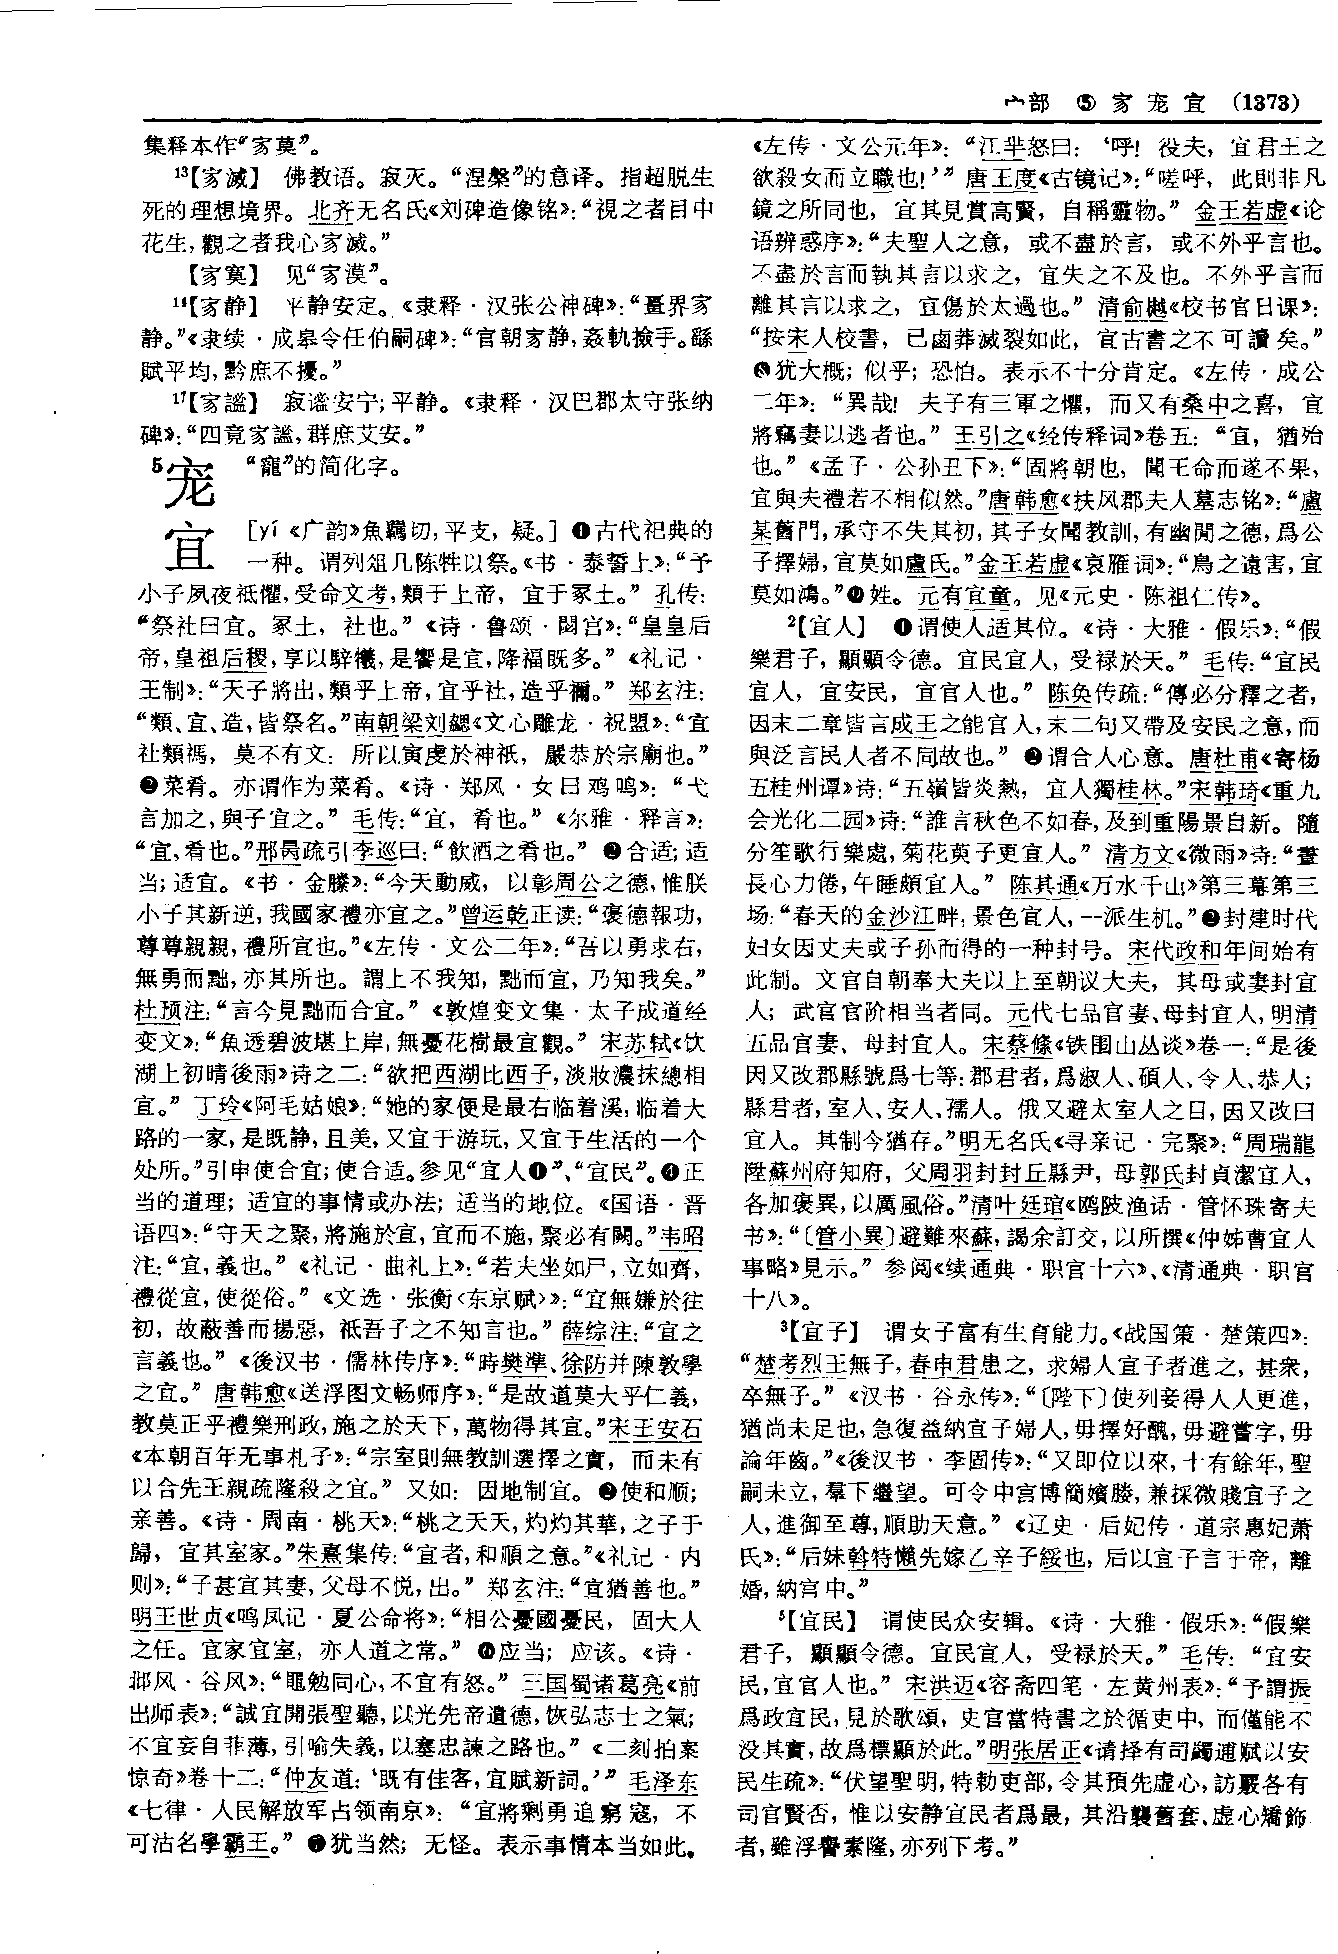 宀部 ⑤ 宩宠宜 (1373)
集释本作“宩莫”。
¹³【宩滅】 佛教语。寂灭。“涅槃”的意译。指超脱生
死的理想境界。北齐无名氏《刘碑造像铭》：“視之者目中
花生，觀之者我心宩滅。”
【宩寞】 见“宩漠”。
¹⁴【宩静】 平静安定。《隶释·汉张公神碑》：“畺界宩
静。”《隶续·成皋令任伯嗣碑》：“官朝宩静，姦軌撿手。繇
賦平均，黔庶不擾。”
¹⁷【宩謐】 寂谧安宁；平静。《隶释·汉巴郡太守张纳
碑》：“四竟宩謐，群庶艾安。”
⁵宠 “寵”的简化字。
宜 [yí《广韵》魚羈切，平支，疑。] ❶古代祀典的
一种。谓列俎几陈牲以祭。《书·泰誓上》：“予
小子夙夜祗懼，受命文考，類于上帝，宜于冢土。”孔传：
“祭社曰宜。冢土，社也。”《诗·鲁颂·閟宫》：“皇皇后
帝，皇祖后稷，享以騂犧，是饗是宜，降福既多。”《礼记·
王制》：“天子將出，類乎上帝，宜乎社，造乎禰。”郑玄注：
“類、宜、造，皆祭名。”南朝梁刘勰《文心雕龙·祝盟》：“宜
社類禡，莫不有文：所以寅虔於神祇，嚴恭於宗廟也。”
❷菜肴。亦谓作为菜肴。《诗·郑风·女曰鸡鸣》：“弋
言加之，與子宜之。”毛传：“宜，肴也。”《尔雅·释言》：
“宜，肴也。”邢昺疏引李巡曰：“飲酒之肴也。”❸合适；适
当；适宜。《书·金縢》：“今天動威，以彰周公之德，惟朕
小子其新逆，我國家禮亦宜之。”曾运乾正读：“褒德報功，
尊尊親親，禮所宜也。”《左传·文公二年》：“吾以勇求右，
無勇而黜，亦其所也。謂上不我知，黜而宜，乃知我矣。”
杜预注：“言今見黜而合宜。”《敦煌变文集·太子成道经
变文》：“魚透碧波堪上岸，無憂花樹最宜觀。”宋苏轼《饮
湖上初晴後雨》诗之二：“欲把西湖比西子，淡妝濃抹總相
宜。”丁玲《阿毛姑娘》：“她的家便是最右临着溪，临着大
路的一家，是既静，且美，又宜于游玩，又宜于生活的一个
处所。”引申使合宜；使合适。参见“宜人❶”、“宜民”。❹正
当的道理；适宜的事情或办法；适当的地位。《国语·晋
语四》：“守天之聚，將施於宜，宜而不施，聚必有闕。”韦昭
注：“宜，義也。”《礼记·曲礼上》：“若夫坐如尸，立如齊，
禮從宜，使從俗。”《文选·张衡〈东京赋〉》：“宜無嫌於往
初，故蔽善而揚惡，祇吾子之不知言也。”薛综注：“宜之
言義也。”《後汉书·儒林传序》：“時樊準、徐防并陳敦學
之宜。”唐韩愈《送浮图文畅师序》：“是故道莫大乎仁義，
教莫正乎禮樂刑政，施之於天下，萬物得其宜。”宋王安石
《本朝百年无事札子》：“宗室則無教訓選擇之實，而未有
以合先王親疏隆殺之宜。”又如：因地制宜。❺使和顺；
亲善。《诗·周南·桃夭》：“桃之夭夭，灼灼其華，之子于
歸，宜其室家。”朱熹集传：“宜者，和順之意。”《礼记·内
则》：“子甚宜其妻，父母不悦，出。”郑玄注：“宜猶善也。”
明王世贞《鸣凤记·夏公命将》：“相公憂國憂民，固大人
之任。宜家宜室，亦人道之常。”❻应当；应该。《诗·
邶风·谷风》：“黽勉同心，不宜有怒。”三国蜀诸葛亮《前
出师表》：“誠宜開張聖聽，以光先帝遺德，恢弘志士之氣；
不宜妄自菲薄，引喻失義，以塞忠諫之路也。”《二刻拍案
惊奇》卷十二：“仲友道：‘既有佳客，宜賦新詞。’”毛泽东
《七律·人民解放军占领南京》：“宜將剩勇追窮寇，不
可沽名學霸王。”❼犹当然；无怪。表示事情本当如此。
《左传·文公元年》：“江芈怒曰：‘呼！役夫，宜君王之
欲殺女而立職也！’”唐王度《古镜记》：“嗟呼，此則非凡
鏡之所同也，宜其見賞高賢，自稱靈物。”金王若虚《论
语辨惑序》：“夫聖人之意，或不盡於言，或不外乎言也。
不盡於言而執其言以求之，宜失之不及也。不外乎言而
離其言以求之，宜傷於太過也。”清俞樾《校书官日课》：
“按宋人校書，已鹵莽滅裂如此，宜古書之不可讀矣。”
❽犹大概；似乎；恐怕。表示不十分肯定。《左传·成公
二年》：“異哉！夫子有三軍之懼，而又有桑中之喜，宜
將竊妻以逃者也。”王引之《经传释词》卷五：“宜，猶殆
也。”《孟子·公孙丑下》：“固將朝也，聞王命而遂不果，
宜與夫禮若不相似然。”唐韩愈《扶风郡夫人墓志铭》：“盧
某舊門，承守不失其初，其子女聞教訓，有幽閒之德，爲公
子擇婦，宜莫如盧氏。”金王若虚《哀雁词》：“鳥之遠害，宜
莫如鴻。”❾姓。元有宜童。见《元史·陈祖仁传》。
²【宜人】 ❶谓使人适其位。《诗·大雅·假乐》：“假
樂君子，顯顯令德。宜民宜人，受禄於天。”毛传：“宜民
宜人，宜安民，宜官人也。”陈奂传疏：“傳必分釋之者，
因末二章皆言成王之能官人，末二句又帶及安民之意，而
與泛言民人者不同故也。”❷谓合人心意。唐杜甫《寄杨
五桂州谭》诗：“五嶺皆炎熱，宜人獨桂林。”宋韩琦《重九
会光化二园》诗：“誰言秋色不如春，及到重陽景自新。隨
分笙歌行樂處，菊花萸子更宜人。”清方文《微雨》诗：“晝
長心力倦，午睡頗宜人。”陈其通《万水千山》第三幕第三
场：“春天的金沙江畔，景色宜人，一派生机。”❸封建时代
妇女因丈夫或子孙而得的一种封号。宋代政和年间始有
此制。文官自朝奉大夫以上至朝议大夫，其母或妻封宜
人；武官官阶相当者同。元代七品官妻、母封宜人，明清
五品官妻、母封宜人。宋蔡絛《铁围山丛谈》卷一：“是後
因又改郡縣號爲七等：郡君者，爲淑人、碩人、令人、恭人；
縣君者，室人、安人、孺人。俄又避太室人之目，因又改曰
宜人。其制今猶存。”明无名氏《寻亲记·完聚》：“周瑞龍
陞蘇州府知府，父周羽封封丘縣尹，母郭氏封貞潔宜人，
各加褒異，以厲風俗。”清叶廷琯《鸥陂渔话·管怀珠寄夫
书》：“〔管小異〕避難來蘇，謁余訂交，以所撰《仲姊曹宜人
事略》見示。”参阅《续通典·职官十六》、《清通典·职官
十八》。
³【宜子】 谓女子富有生育能力。《战国策·楚策四》：
“楚考烈王無子，春申君患之，求婦人宜子者進之，甚衆，
卒無子。”《汉书·谷永传》：“〔陛下〕使列妾得人人更進，
猶尚未足也，急復益納宜子婦人，毋擇好醜，毋避嘗字，毋
論年齒。”《後汉书·李固传》：“又即位以來，十有餘年，聖
嗣未立，羣下繼望。可令中宫博簡嬪媵，兼採微賤宜子之
人，進御至尊，順助天意。”《辽史·后妃传·道宗惠妃萧
氏》：“后妹斡特懶先嫁乙辛子綏也，后以宜子言于帝，離
婚，納宫中。”
⁵【宜民】 谓使民众安辑。《诗·大雅·假乐》：“假樂
君子，顯顯令德。宜民宜人，受禄於天。”毛传：“宜安
民，宜官人也。”宋洪迈《容斋四笔·左黄州表》：“予謂振
爲政宜民，見於歌頌，史官當特書之於循吏中，而僅能不
没其實，故爲標顯於此。”明张居正《请择有司蠲逋赋以安
民生疏》：“伏望聖明，特勑吏部，令其預先虚心，訪覈各有
司官賢否，惟以安静宜民者爲最，其沿襲舊套、虚心矯飾
者，雖浮譽素隆，亦列下考。”